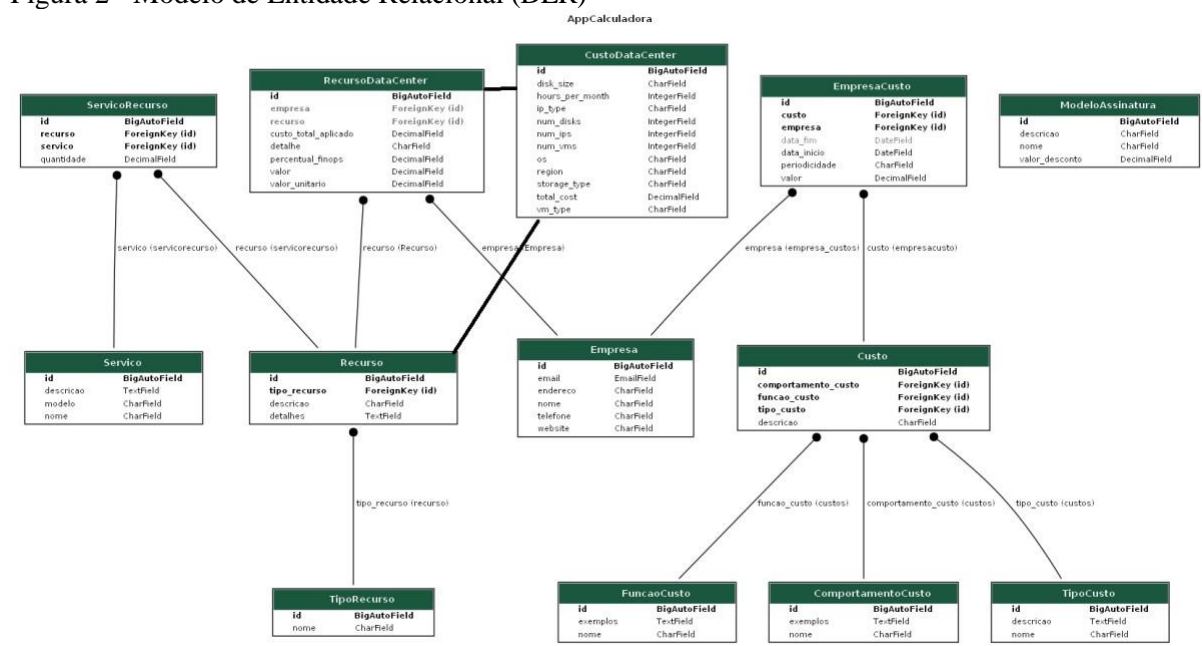 Figura 2 - Modelo de Entidade Relacional (DER)
AppCalculadora
ServicoRecurso
id BigAutoField
recurso ForeignKey (id)
servico ForeignKey (id)
quantidade DecimalField
RecursoDataCenter
id BigAutoField
empresa ForeignKey (id)
recurso ForeignKey (id)
custo_total_aplicado DecimalField
detalhe CharField
percentual_finops DecimalField
valor DecimalField
valor_unitario DecimalField
CustoDataCenter
id BigAutoField
disk_size CharField
hours_per_month IntegerField
ip_type CharField
num_disks IntegerField
num_ips IntegerField
num_vms IntegerField
os CharField
region CharField
storage_type CharField
total_cost DecimalField
vm_type CharField
EmpresaCusto
id BigAutoField
custo ForeignKey (id)
empresa ForeignKey (id)
data_fim DateField
data_inicio DateField
periodicidade CharField
valor DecimalField
ModeloAssinatura
id BigAutoField
descricao CharField
nome CharField
valor_desconto DecimalField
servico (servicorecurso)
recurso (servicorecurso)
recurso (Recurso)
empresa (Empresa)
empresa (empresa_custos)
custo (empresacusto)
Servico
id BigAutoField
descricao TextField
modelo CharField
nome CharField
Recurso
id BigAutoField
tipo_recurso ForeignKey (id)
descricao CharField
detalhes TextField
Empresa
id BigAutoField
email EmailField
endereco CharField
nome CharField
telefone CharField
website CharField
Custo
id BigAutoField
comportamento_custo ForeignKey (id)
funcao_custo ForeignKey (id)
tipo_custo ForeignKey (id)
descricao CharField
tipo_recurso (recurso)
funcao_custo (custos)
comportamento_custo (custos)
tipo_custo (custos)
TipoRecurso
id BigAutoField
nome CharField
FuncaoCusto
id BigAutoField
exemplos TextField
nome CharField
ComportamentoCusto
id BigAutoField
exemplos TextField
nome CharField
TipoCusto
id BigAutoField
descricao TextField
nome CharField